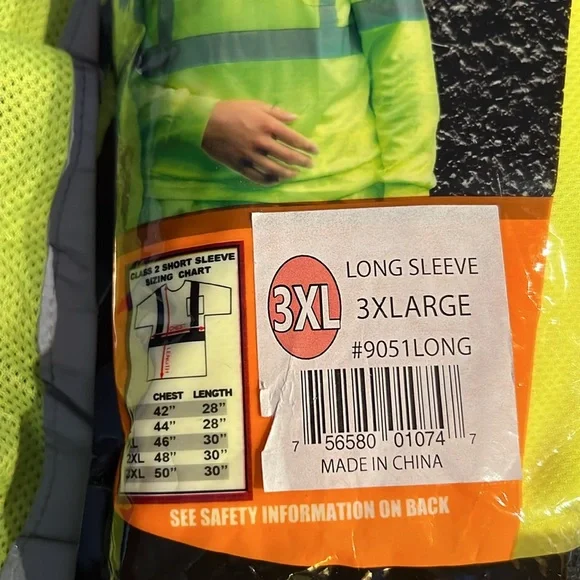 CLASS 2 SHORT SLEEVE
SIZING CHART
CHEST LENGTH
42" 28"
44" 28"
46" 30"
2XL 48" 30"
3XL 50" 30"
3XL
LONG SLEEVE
3XLARGE
#9051LONG
7 56580 01074 7
MADE IN CHINA
SEE SAFETY INFORMATION ON BACK